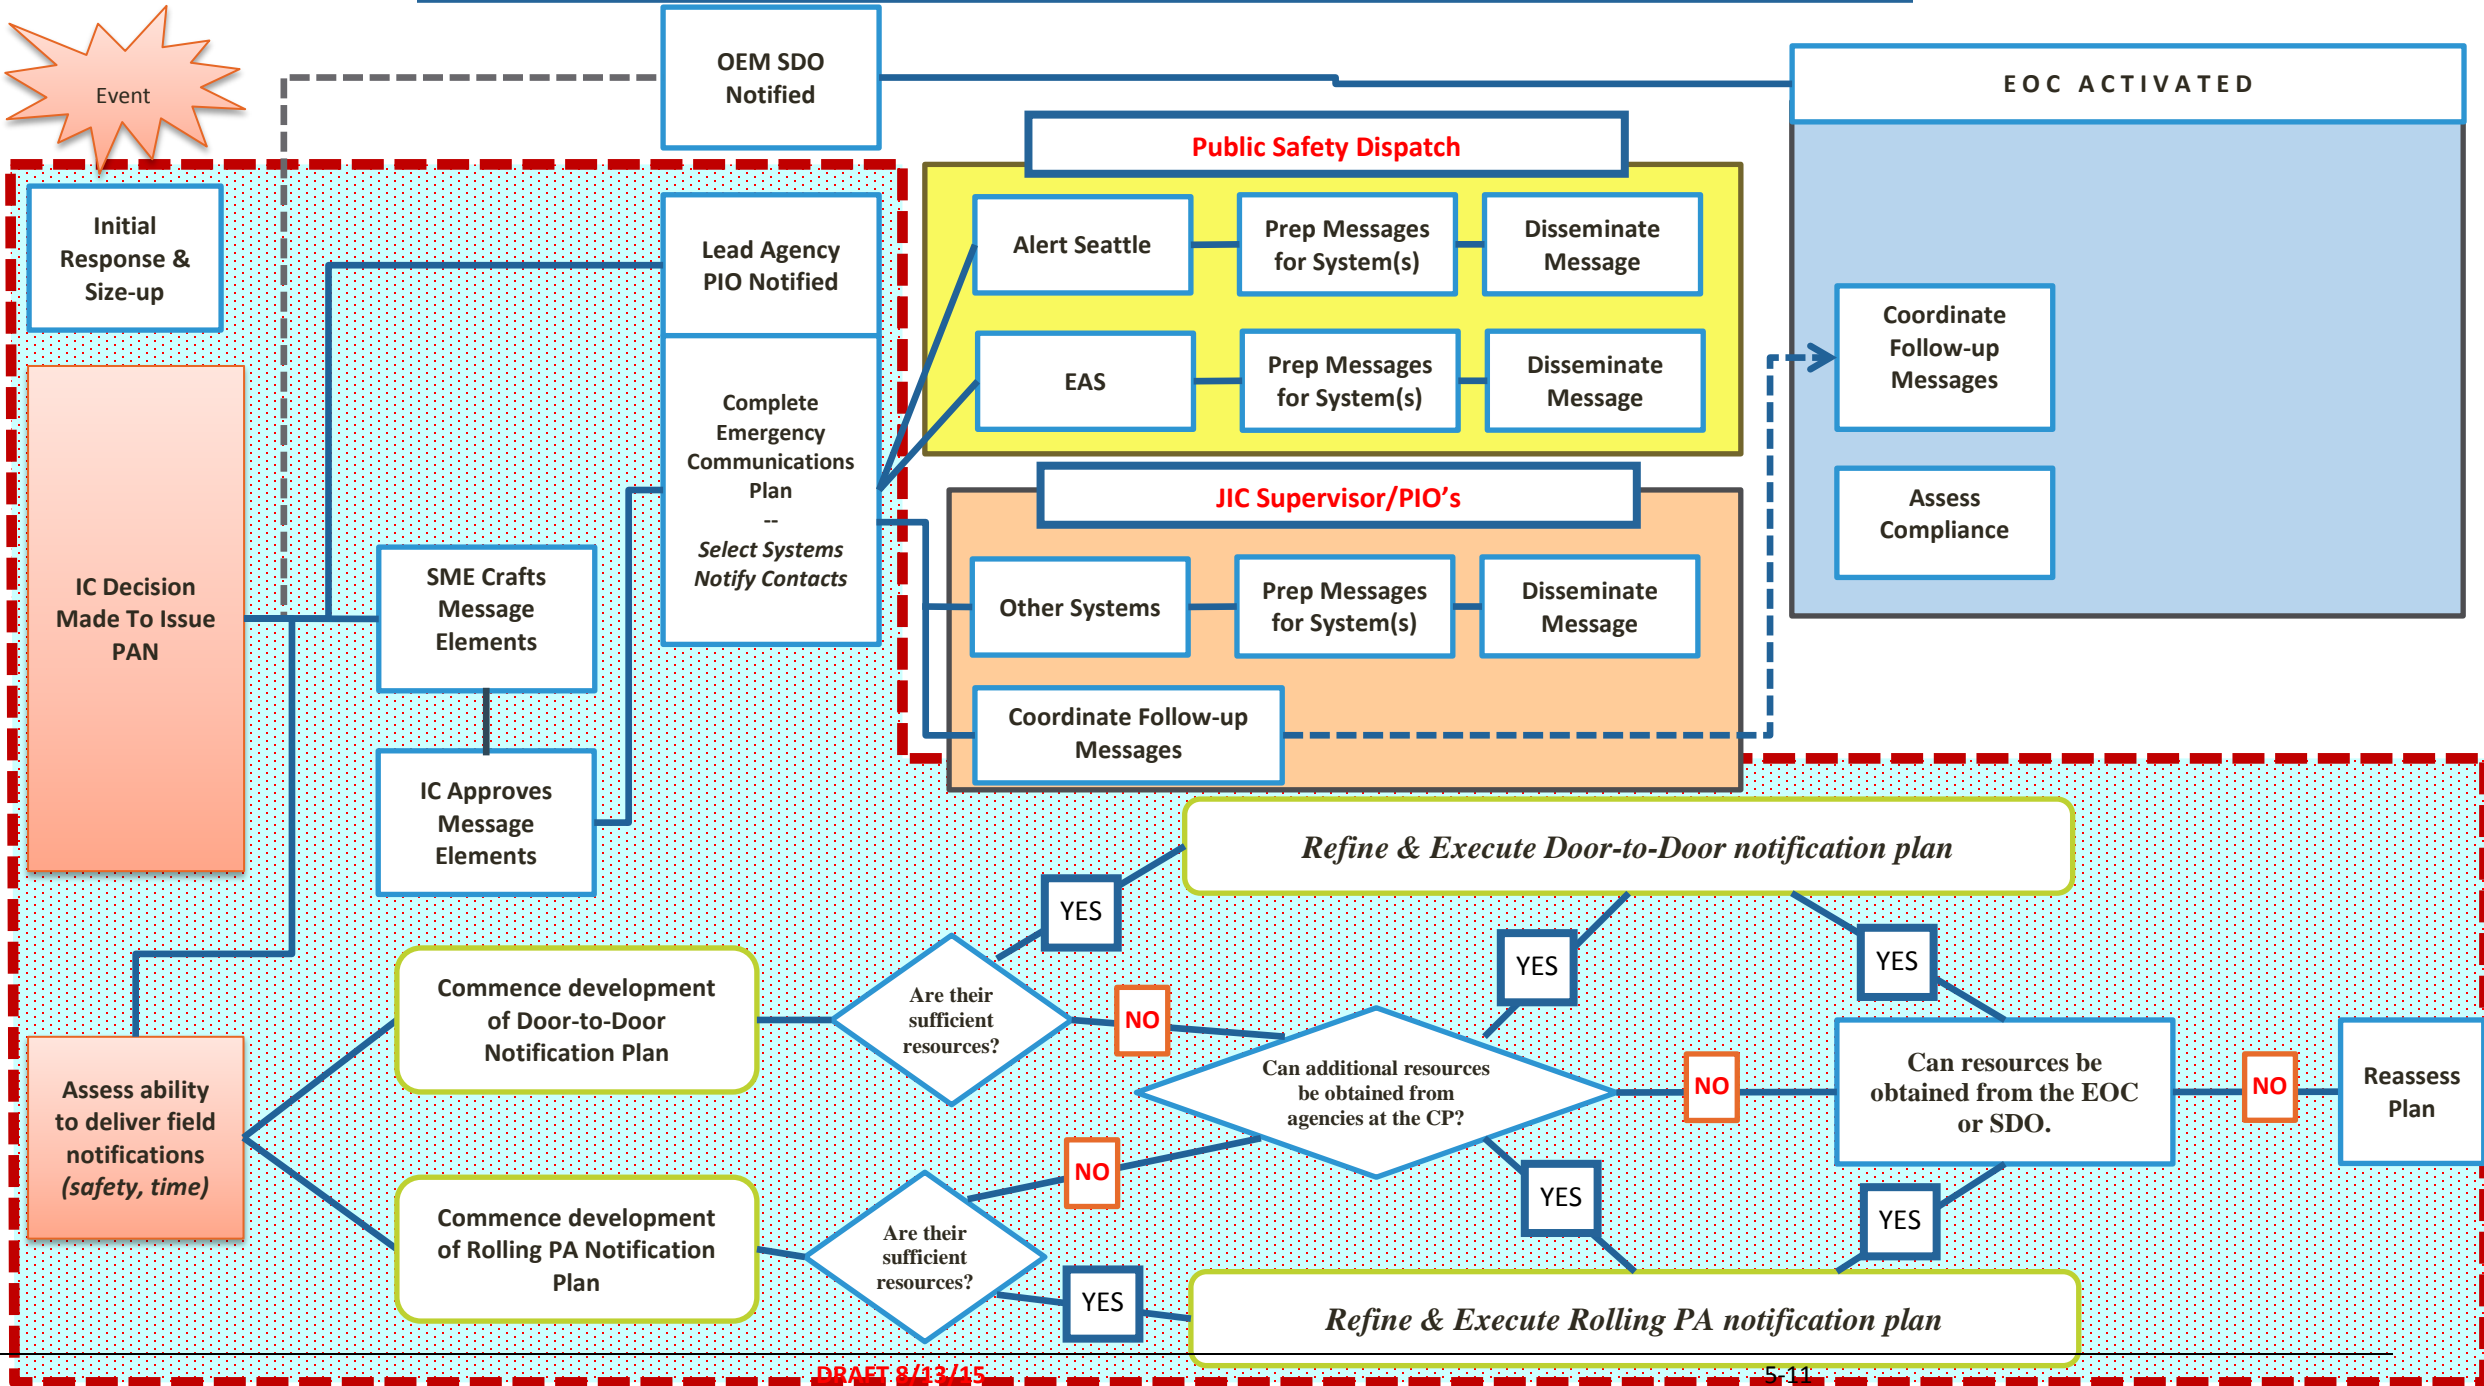 Event
OEM SDO
Notified
EOC ACTIVATED
Initial
Response &
Size-up
Lead Agency
PIO Notified
Public Safety Dispatch
Alert Seattle
Prep Messages
for System(s)
Disseminate
Message
EAS
Prep Messages
for System(s)
Disseminate
Message
Coordinate
Follow-up
Messages
Assess
Compliance
IC Decision
Made To Issue
PAN
SME Crafts
Message
Elements
IC Approves
Message
Elements
Complete
Emergency
Communications
Plan
--
Select Systems
Notify Contacts
JIC Supervisor/PIO’s
Other Systems
Prep Messages
for System(s)
Disseminate
Message
Coordinate Follow-up
Messages
Refine & Execute Door-to-Door notification plan
YES
YES
YES
Commence development
of Door-to-Door
Notification Plan
Are their
sufficient
resources?
NO
Assess ability
to deliver field
notifications
(safety, time)
Can additional resources
be obtained from
agencies at the CP?
NO
Can resources be
obtained from the EOC
or SDO.
NO
Reassess
Plan
NO
Commence development
of Rolling PA Notification
Plan
Are their
sufficient
resources?
YES
YES
YES
Refine & Execute Rolling PA notification plan
DRAFT 8/13/15
5-11